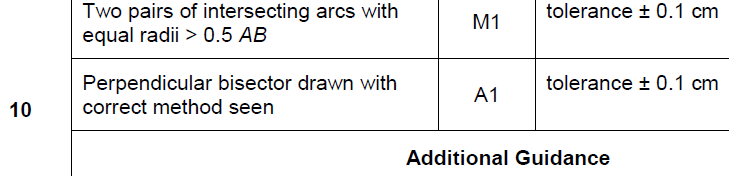 Two pairs of intersecting arcs with
equal radii > 0.5 AB
M1
tolerance ± 0.1 cm
10
Perpendicular bisector drawn with
correct method seen
A1
tolerance ± 0.1 cm
Additional Guidance